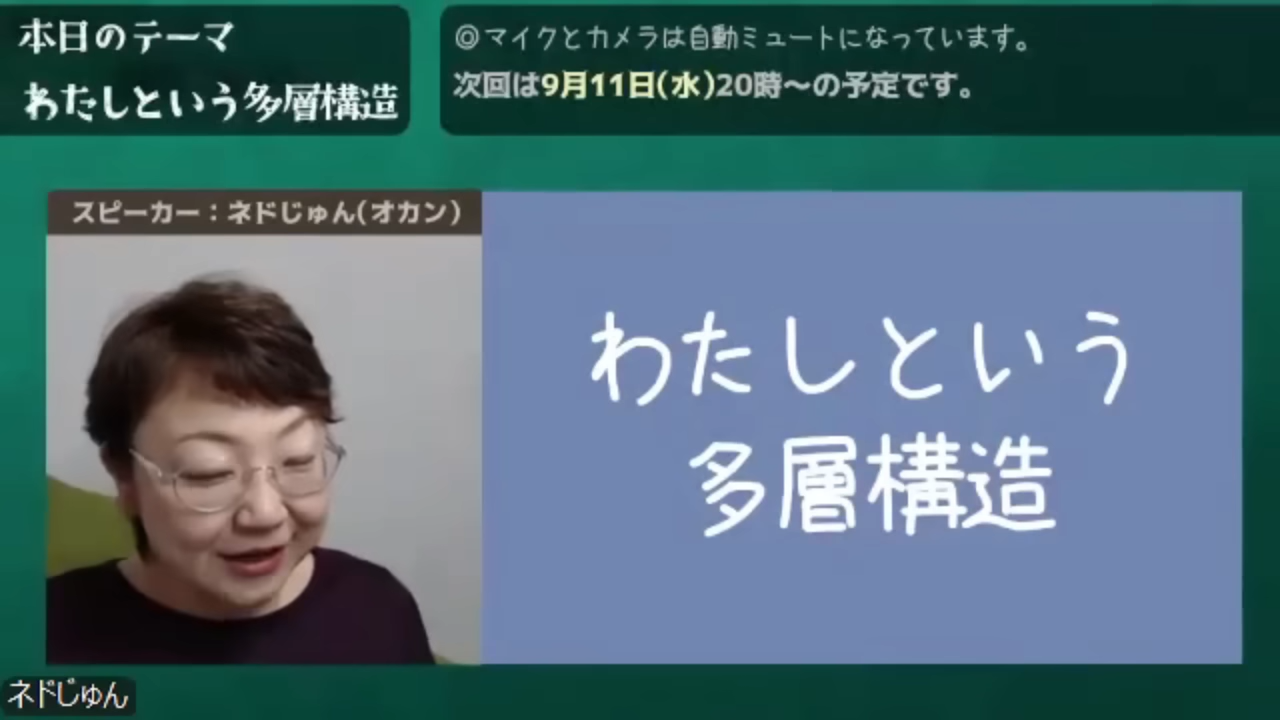 本日のテーマ
わたしという多層構造
◎マイクとカメラは自動ミュートになっています。
次回は9月11日(水)20時～の予定です。
スピーカー：ネドじゅん(オカン)
わたしという
多層構造
ネドじゅん